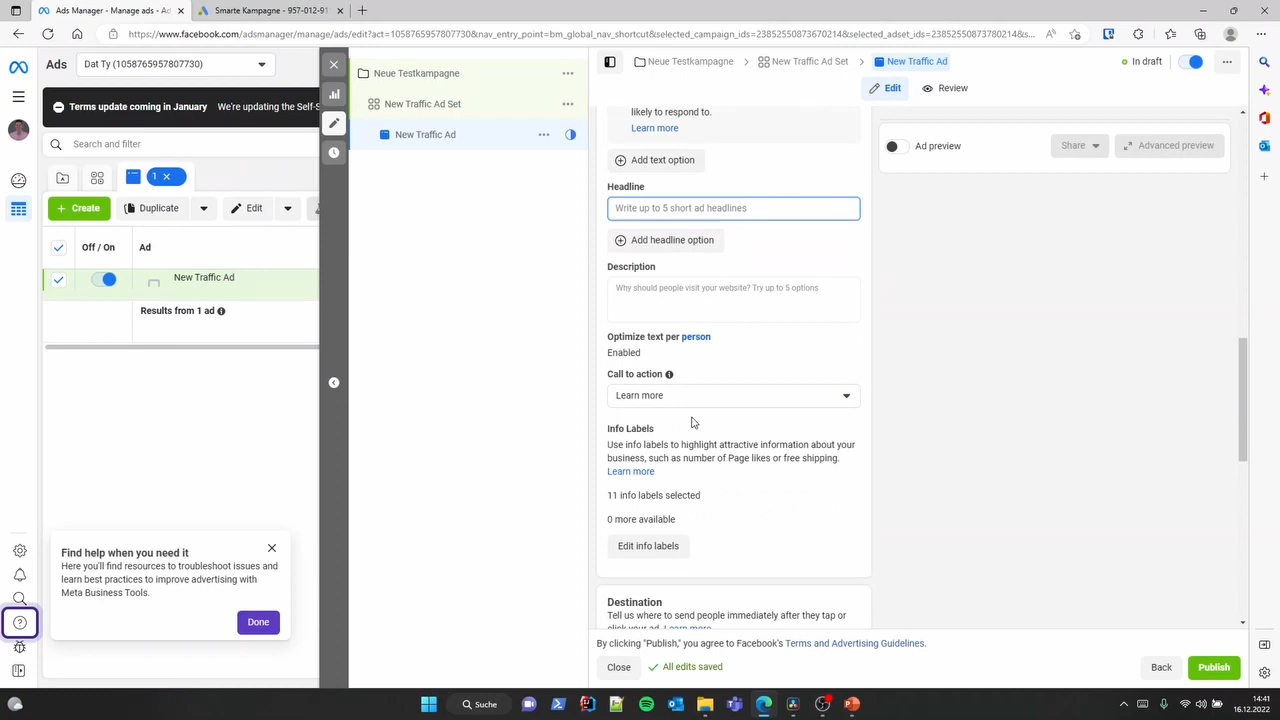 Ads Manager - Manage ads - Ad
Smarte Kampagne - 957-012-91
https://www.facebook.com/adsmanager/manage/ads/edit?act=1058765957807730&nav_entry_point=bm_global_nav_shortcut&selected_campaign_ids=23852550873670214&selected_adset_ids=23852550873780214&s...
Ads
Dat Ty (1058765957807730)
Terms update coming in January We're updating the Self-S
Search and filter
1
Create
Duplicate
Edit
Off / On
Ad
New Traffic Ad
Results from 1 ad
Find help when you need it
Here you'll find resources to troubleshoot issues and
learn best practices to improve advertising with
Meta Business Tools.
Done
Neue Testkampagne
New Traffic Ad Set
New Traffic Ad
Neue Testkampagne
New Traffic Ad Set
New Traffic Ad
In draft
Edit
Review
likely to respond to.
Learn more
Add text option
Headline
Write up to 5 short ad headlines
Add headline option
Description
Why should people visit your website? Try up to 5 options
Optimize text per person
Enabled
Call to action
Learn more
Info Labels
Use info labels to highlight attractive information about your
business, such as number of Page likes or free shipping.
Learn more
11 info labels selected
0 more available
Edit info labels
Destination
Tell us where to send people immediately after they tap or
click your ad. Learn more
Ad preview
Share
Advanced preview
By clicking "Publish," you agree to Facebook's Terms and Advertising Guidelines.
Close
All edits saved
Back
Publish
Suche
14:41
16.12.2022